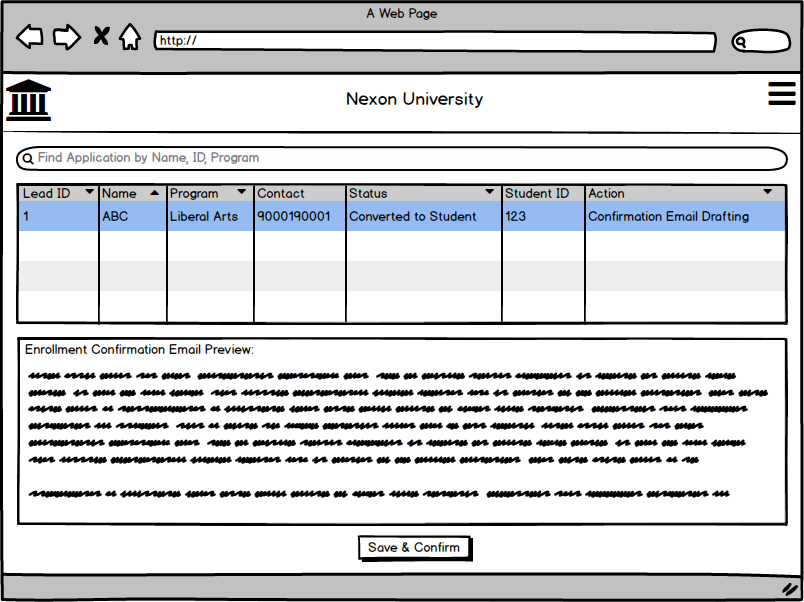 A Web Page
http://
Nexon University
Find Application by Name, ID, Program
Lead ID Name Program Contact Status Student ID Action
1 ABC Liberal Arts 9000190001 Converted to Student 123 Confirmation Email Drafting
Enrollment Confirmation Email Preview:
Save & Confirm